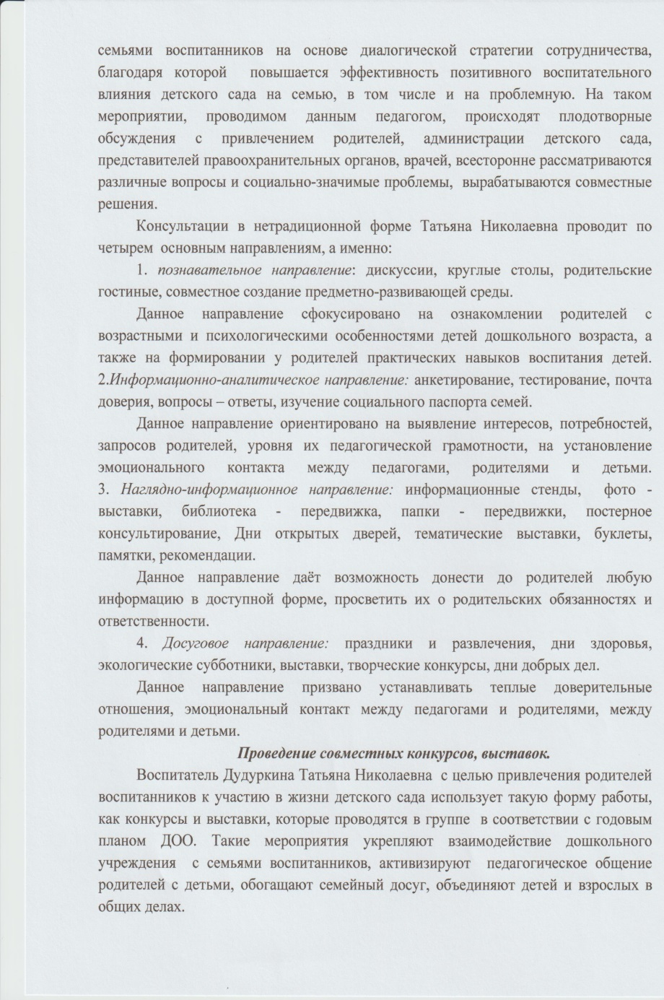 семьями воспитанников на основе диалогической стратегии сотрудничества,
благодаря которой повышается эффективность позитивного воспитательного
влияния детского сада на семью, в том числе и на проблемную. На таком
мероприятии, проводимом данным педагогом, происходят плодотворные
обсуждения с привлечением родителей, администрации детского сада,
представителей правоохранительных органов, врачей, всесторонне рассматриваются
различные вопросы и социально-значимые проблемы, вырабатываются совместные
решения.
Консультации в нетрадиционной форме Татьяна Николаевна проводит по
четырем основным направлениям, а именно:
1. познавательное направление: дискуссии, круглые столы, родительские
гостиные, совместное создание предметно-развивающей среды.
Данное направление сфокусировано на ознакомлении родителей с
возрастными и психологическими особенностями детей дошкольного возраста, а
также на формировании у родителей практических навыков воспитания детей.
2.Информационно-аналитическое направление: анкетирование, тестирование, почта
доверия, вопросы – ответы, изучение социального паспорта семей.
Данное направление ориентировано на выявление интересов, потребностей,
запросов родителей, уровня их педагогической грамотности, на установление
эмоционального контакта между педагогами, родителями и детьми.
3. Наглядно-информационное направление: информационные стенды, фото -
выставки, библиотека - передвижка, папки - передвижки, постерное
консультирование, Дни открытых дверей, тематические выставки, буклеты,
памятки, рекомендации.
Данное направление даёт возможность донести до родителей любую
информацию в доступной форме, просветить их о родительских обязанностях и
ответственности.
4. Досуговое направление: праздники и развлечения, дни здоровья,
экологические субботники, выставки, творческие конкурсы, дни добрых дел.
Данное направление призвано устанавливать теплые доверительные
отношения, эмоциональный контакт между педагогами и родителями, между
родителями и детьми.
Проведение совместных конкурсов, выставок.
Воспитатель Дудуркина Татьяна Николаевна с целью привлечения родителей
воспитанников к участию в жизни детского сада использует такую форму работы,
как конкурсы и выставки, которые проводятся в группе в соответствии с годовым
планом ДОО. Такие мероприятия укрепляют взаимодействие дошкольного
учреждения с семьями воспитанников, активизируют педагогическое общение
родителей с детьми, обогащают семейный досуг, объединяют детей и взрослых в
общих делах.